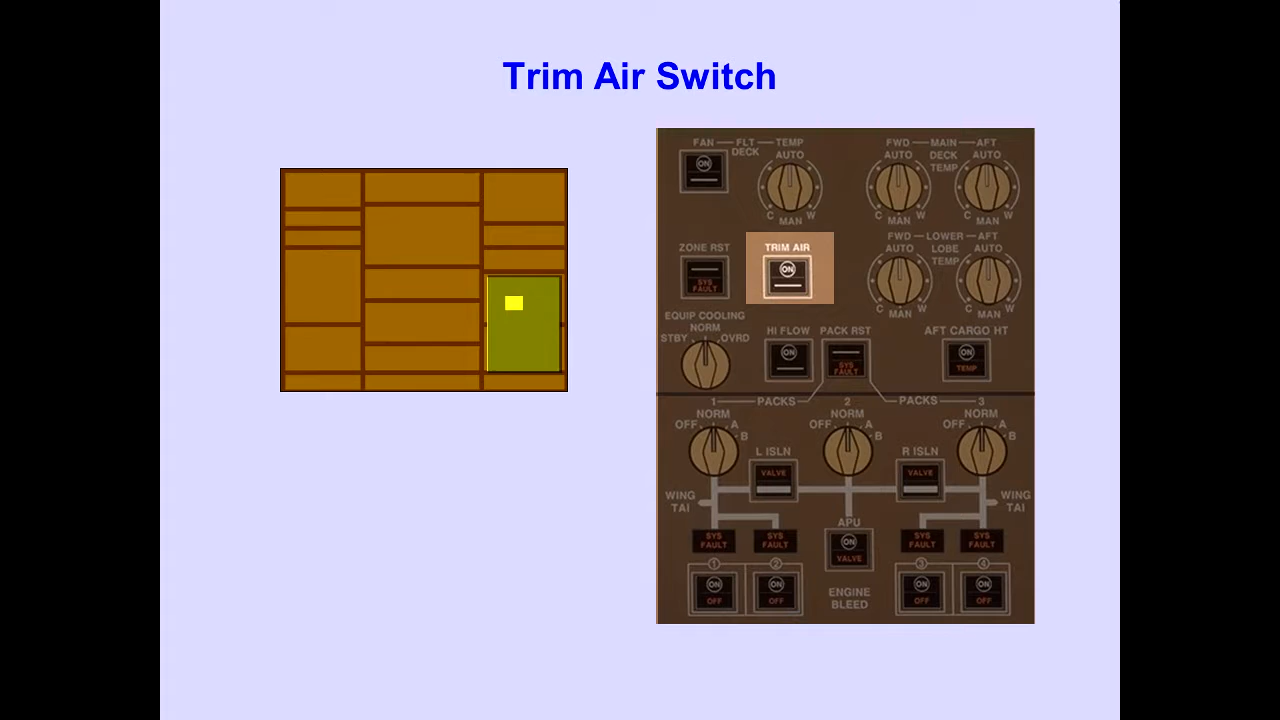 Trim Air Switch
FAN FLT DECK TEMP
ON
AUTO
C MAN W
FWD MAIN DECK TEMP AFT
AUTO AUTO
C MAN W C MAN W
ZONE RST
SYS FAULT
TRIM AIR
ON
FWD LOWER LOBE TEMP AFT
AUTO AUTO
C MAN W C MAN W
EQUIP COOLING
NORM
STBY OVRD
HI FLOW
ON
PACK RST
SYS FAULT
AFT CARGO HT
ON
TEMP
1 PACKS 2 PACKS 3
NORM NORM NORM
OFF A OFF A OFF A
B B B
L ISLN R ISLN
VALVE VALVE
WING TAI
WING TAI
APU
ON
VALVE
SYS FAULT SYS FAULT SYS FAULT SYS FAULT
1 2 3 4
ON ON ON ON
OFF OFF OFF OFF
ENGINE
BLEED